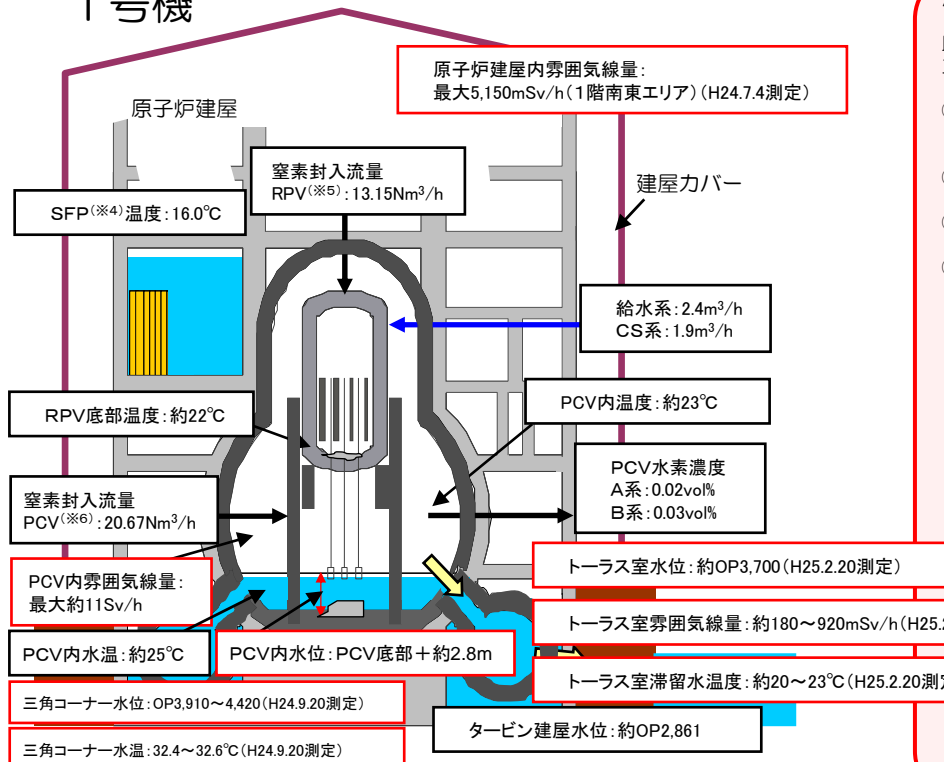 1号機
原子炉建屋内雰囲気線量:
最大5,150mSv/h(1階南東エリア)(H24.7.4測定)
原子炉建屋
窒素封入流量
RPV(※5):13.15Nm³/h
建屋カバー
SFP(※4)温度:16.0℃
給水系:2.4m³/h
CS系:1.9m³/h
RPV底部温度:約22℃
PCV内温度:約23℃
PCV水素濃度
A系:0.02vol%
B系:0.03vol%
窒素封入流量
PCV(※6):20.67Nm³/h
トーラス室水位:約OP3,700(H25.2.20測定)
PCV内雰囲気線量:
最大約11Sv/h
トーラス室雰囲気線量:約180~920mSv/h(H25.2
PCV内水温:約25℃
PCV内水位:PCV底部+約2.8m
トーラス室滞留水温度:約20~23℃(H25.2.20測定
三角コーナー水位:OP3,910~4,420(H24.9.20測定)
タービン建屋水位:約OP2,861
三角コーナー水温:32.4~32.6℃(H24.9.20測定)